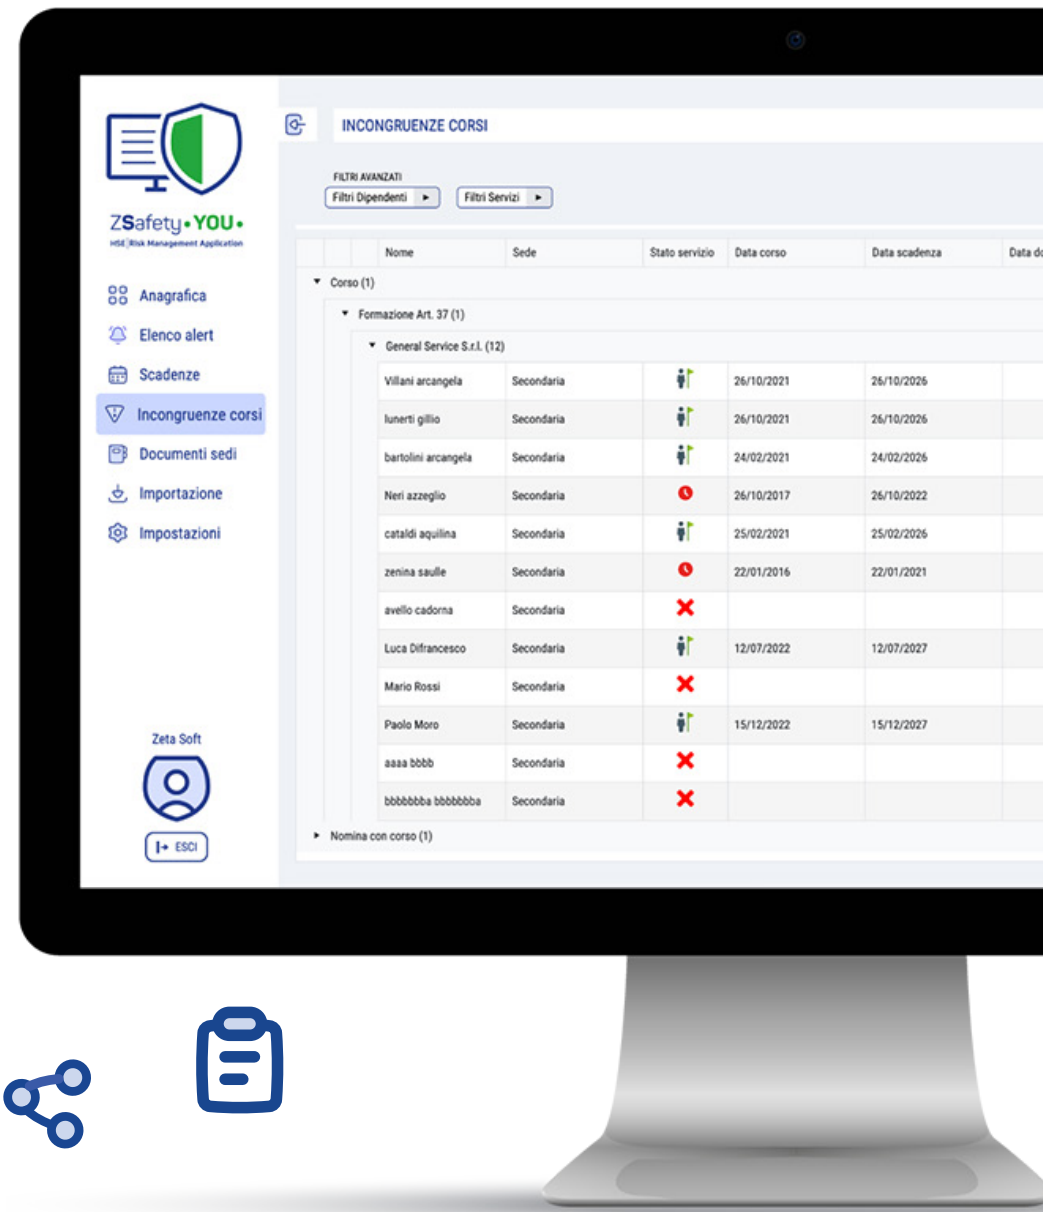 INCONGRUENZE CORSI
FILTRI AVANZATI
Filtri Dipendenti
Filtri Servizi
ZSafety•YOU•
HSE|Risk Management Application
Anagrafica
Elenco alert
Scadenze
Incongruenze corsi
Documenti sedi
Importazione
Impostazioni
Zeta Soft
ESCI
Nome Sede Stato servizio Data corso Data scadenza Data do
Corso (1)
Formazione Art. 37 (1)
General Service S.r.l. (12)
Villani arcangela Secondaria 26/10/2021 26/10/2026
lunerti gillio Secondaria 26/10/2021 26/10/2026
bartolini arcangela Secondaria 24/02/2021 24/02/2026
Neri azzeglio Secondaria 26/10/2017 26/10/2022
cataldi aquilina Secondaria 25/02/2021 25/02/2026
zenina saulle Secondaria 22/01/2016 22/01/2021
avello cadorna Secondaria
Luca Difrancesco Secondaria 12/07/2022 12/07/2027
Mario Rossi Secondaria
Paolo Moro Secondaria 15/12/2022 15/12/2027
aaaa bbbb Secondaria
bbbbbbba bbbbbbba Secondaria
Nomina con corso (1)